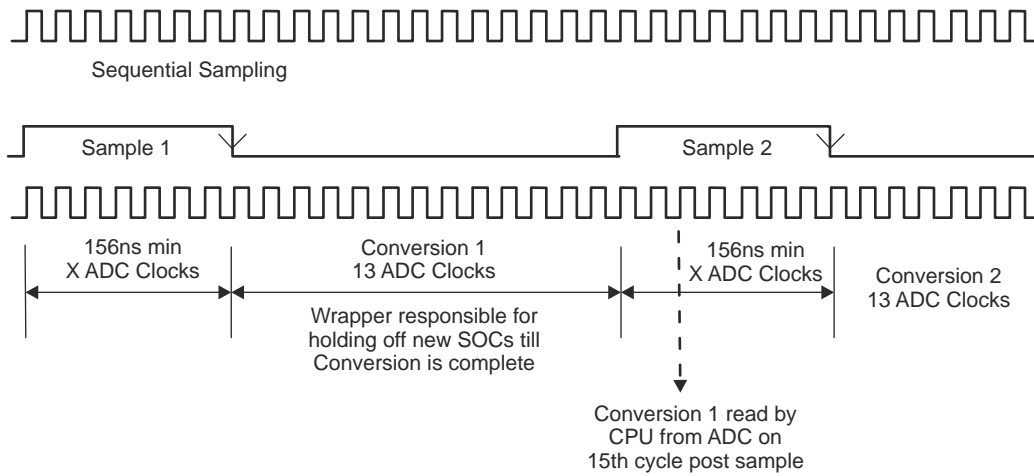 Sequential Sampling
Sample 1
Sample 2
156ns min
X ADC Clocks
Conversion 1
13 ADC Clocks
156ns min
X ADC Clocks
Conversion 2
13 ADC Clocks
Wrapper responsible for
holding off new SOCs till
Conversion is complete
Conversion 1 read by
CPU from ADC on
15th cycle post sample